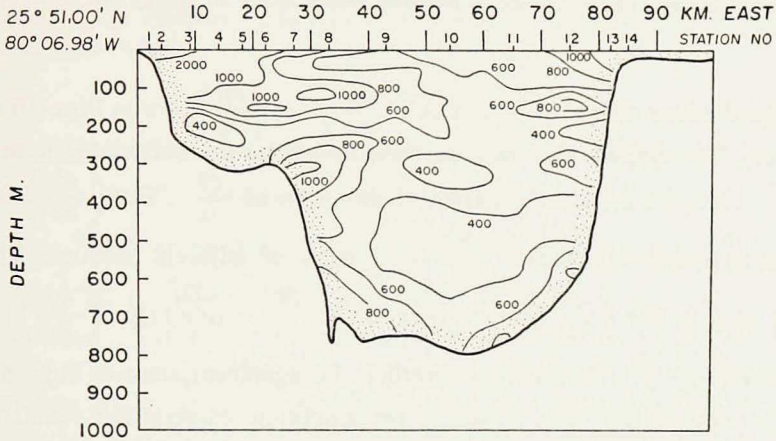 25° 51.00' N 10 20 30 40 50 60 70 80 90 KM. EAST
80° 06.98' W 1 2 3 4 5 6 7 8 9 10 11 12 13 14 STATION NO
2000 1000 600 1000 800
100 1000 1000 800 600 600 800
200 400 800 600 400
300 1000 400 600
400 400
500
600 600 600
700 800
800
900
1000
DEPTH M.